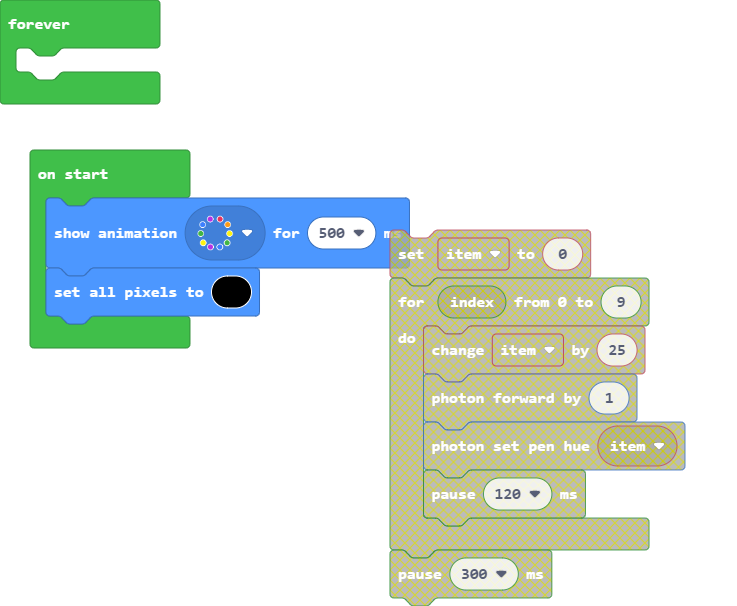 forever
on start
show animation for 500 ms
set all pixels to
set item to 0
for index from 0 to 9
do
change item by 25
photon forward by 1
photon set pen hue item
pause 120 ms
pause 300 ms